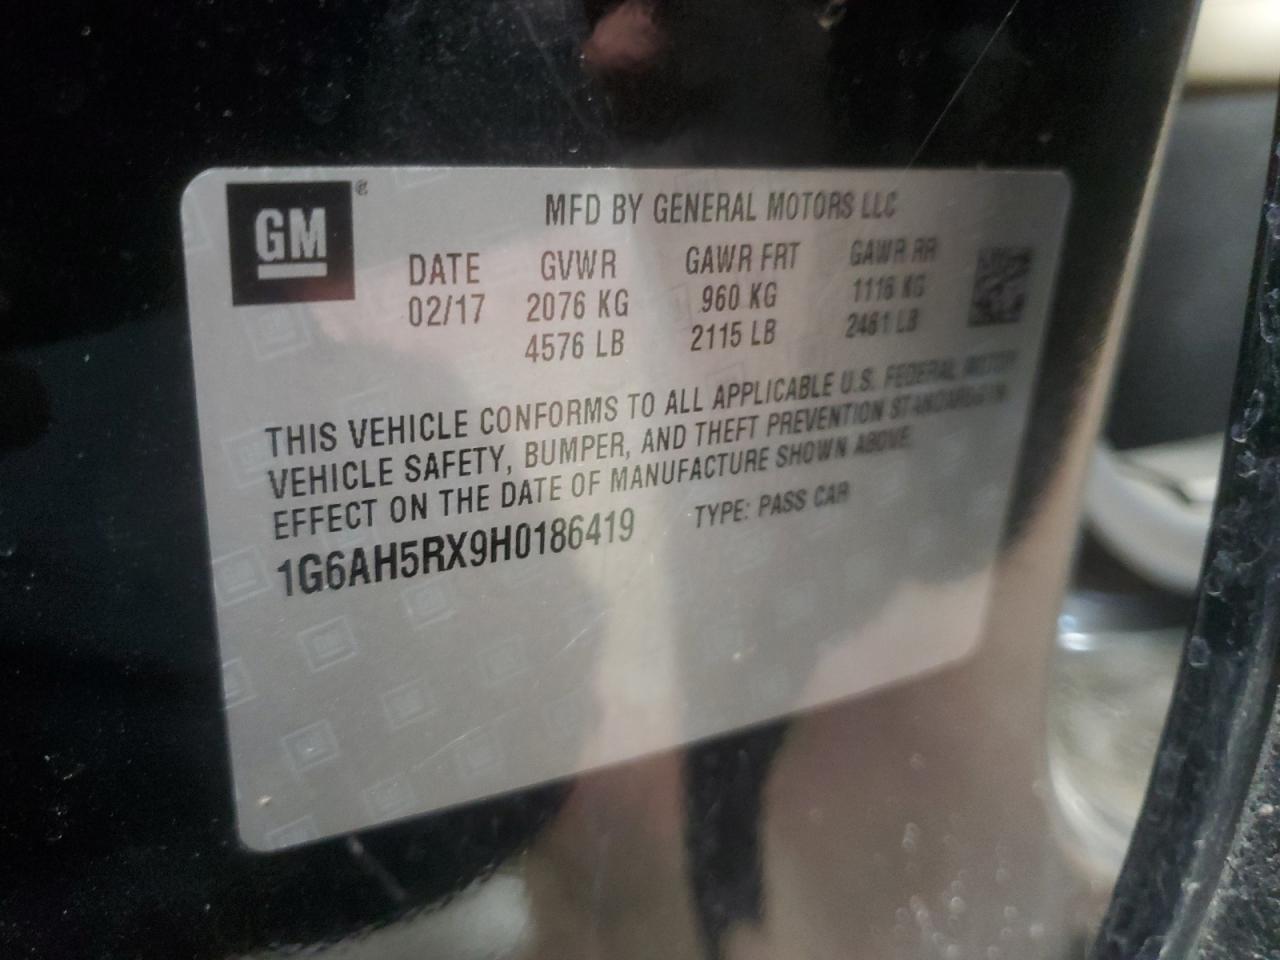 GM ®
MFD BY GENERAL MOTORS LLC
DATE GVWR GAWR FRT GAWR RR
02/17 2076 KG 960 KG 1116 KG
4576 LB 2115 LB 2461 LB
THIS VEHICLE CONFORMS TO ALL APPLICABLE U.S. FEDERAL MOTOR
VEHICLE SAFETY, BUMPER, AND THEFT PREVENTION STANDARDS IN
EFFECT ON THE DATE OF MANUFACTURE SHOWN ABOVE.
1G6AH5RX9H0186419 TYPE: PASS CAR